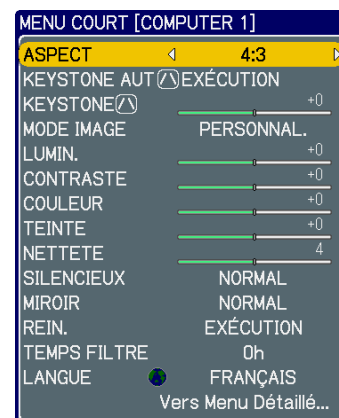 MENU COURT [COMPUTER 1]
ASPECT 4:3
KEYSTONE AUT EXÉCUTION
KEYSTONE +0
MODE IMAGE PERSONNAL.
LUMIN. +0
CONTRASTE +0
COULEUR +0
TEINTE +0
NETTETE 4
SILENCIEUX NORMAL
MIROIR NORMAL
REIN. EXÉCUTION
TEMPS FILTRE 0h
LANGUE FRANÇAIS
Vers Menu Détaillé...